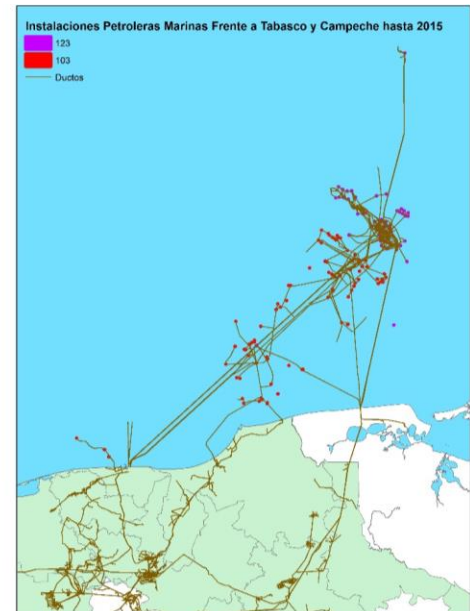 Instalaciones Petroleras Marinas Frente a Tabasco y Campeche hasta 2015
123
103
Ductos